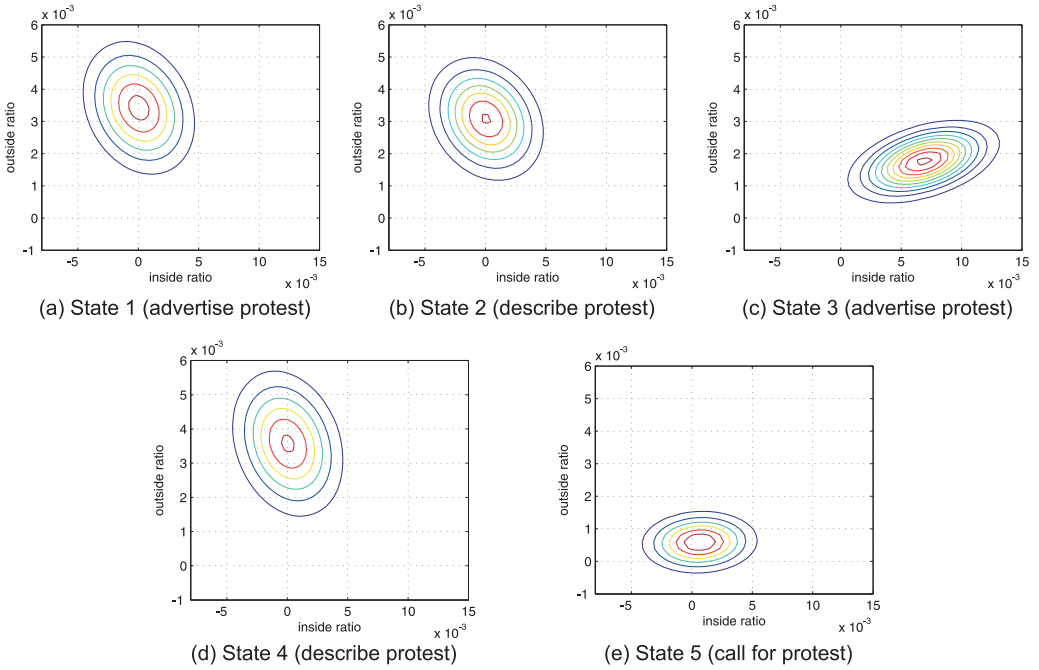 x 10⁻³
6
5
4
3
2
1
0
-1
outside ratio
-5 0 5 10 15
inside ratio
x 10⁻³
(a) State 1 (advertise protest)
x 10⁻³
6
5
4
3
2
1
0
-1
outside ratio
-5 0 5 10 15
inside ratio
x 10⁻³
(b) State 2 (describe protest)
x 10⁻³
6
5
4
3
2
1
0
-1
outside ratio
-5 0 5 10 15
inside ratio
x 10⁻³
(c) State 3 (advertise protest)
x 10⁻³
6
5
4
3
2
1
0
-1
outside ratio
-5 0 5 10 15
inside ratio
x 10⁻³
(d) State 4 (describe protest)
x 10⁻³
6
5
4
3
2
1
0
-1
outside ratio
-5 0 5 10 15
inside ratio
x 10⁻³
(e) State 5 (call for protest)